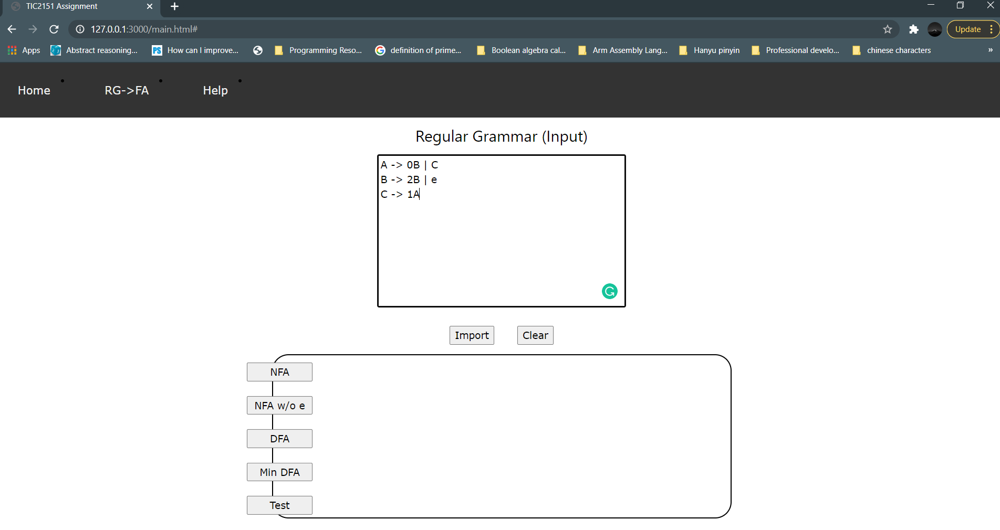 TIC2151 Assignment
127.0.0.1:3000/main.html#
Update
Apps
Abstract reasoning...
PS How can I improve...
Programming Reso...
G definition of prime...
Boolean algebra cal...
Arm Assembly Lang...
Hanyu pinyin
Professional develo...
chinese characters
»
Home
RG->FA
Help
Regular Grammar (Input)
A -> 0B | C
B -> 2B | e
C -> 1A
Import
Clear
NFA
NFA w/o e
DFA
Min DFA
Test